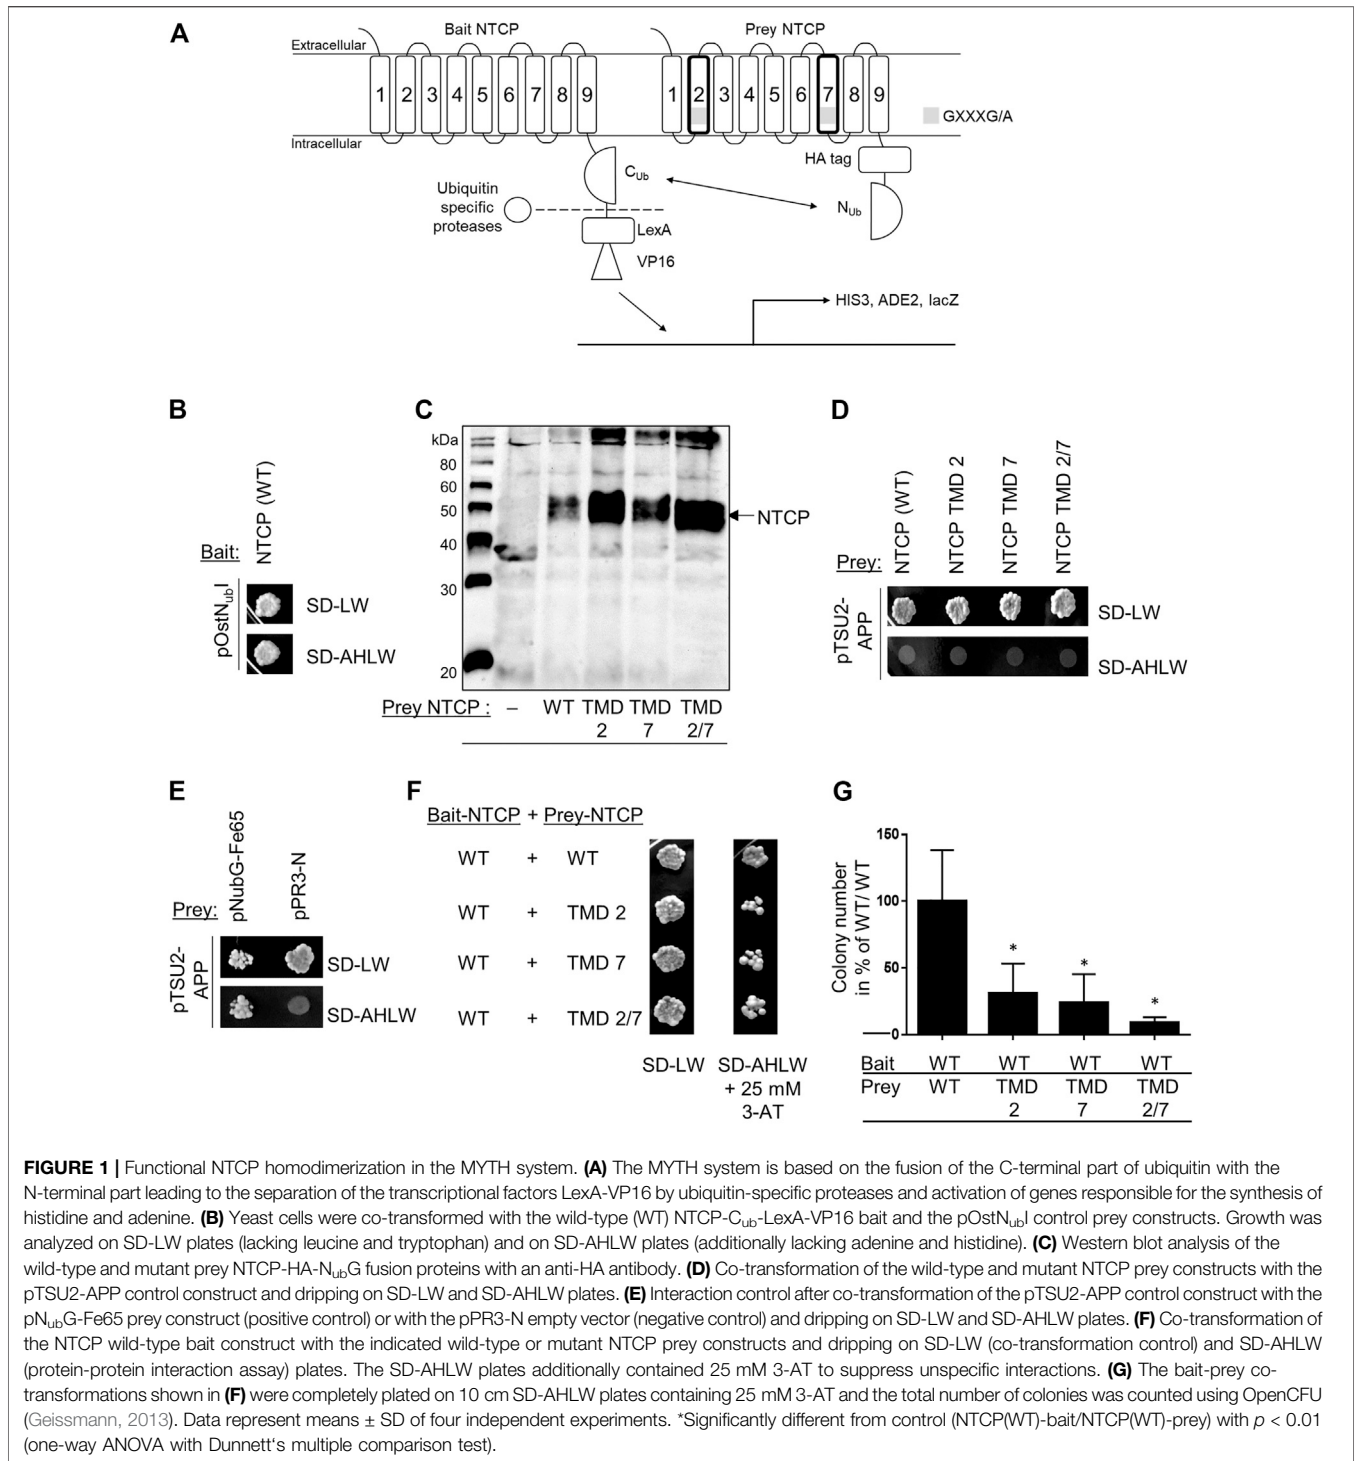 A
Bait NTCP
Prey NTCP
Extracellular
1 2 3 4 5 6 7 8 9
1 2 3 4 5 6 7 8 9
GXXXG/A
Intracellular
HA tag
C_Ub
Ubiquitin
specific
proteases
N_Ub
LexA
VP16
HIS3, ADE2, lacZ
B
NTCP (WT)
Bait:
pOstN_ubI
SD-LW
SD-AHLW
C
kDa
80
60
50
40
30
20
NTCP
Prey NTCP : – WT TMD TMD TMD
2 7 2/7
D
NTCP (WT)
NTCP TMD 2
NTCP TMD 7
NTCP TMD 2/7
Prey:
pTSU2-
APP
SD-LW
SD-AHLW
E
pNubG-Fe65
pPR3-N
Prey:
pTSU2-
APP
SD-LW
SD-AHLW
F
Bait-NTCP + Prey-NTCP
WT + WT
WT + TMD 2
WT + TMD 7
WT + TMD 2/7
SD-LW SD-AHLW
+ 25 mM
3-AT
G
Colony number
in % of WT/ WT
150
100
50
0
* * *
Bait WT WT WT WT
Prey WT TMD TMD TMD
2 7 2/7
FIGURE 1 | Functional NTCP homodimerization in the MYTH system. (A) The MYTH system is based on the fusion of the C-terminal part of ubiquitin with the
N-terminal part leading to the separation of the transcriptional factors LexA-VP16 by ubiquitin-specific proteases and activation of genes responsible for the synthesis of
histidine and adenine. (B) Yeast cells were co-transformed with the wild-type (WT) NTCP-C_ub-LexA-VP16 bait and the pOstN_ubI control prey constructs. Growth was
analyzed on SD-LW plates (lacking leucine and tryptophan) and on SD-AHLW plates (additionally lacking adenine and histidine). (C) Western blot analysis of the
wild-type and mutant prey NTCP-HA-N_ubG fusion proteins with an anti-HA antibody. (D) Co-transformation of the wild-type and mutant NTCP prey constructs with the
pTSU2-APP control construct and dripping on SD-LW and SD-AHLW plates. (E) Interaction control after co-transformation of the pTSU2-APP control construct with the
pN_ubG-Fe65 prey construct (positive control) or with the pPR3-N empty vector (negative control) and dripping on SD-LW and SD-AHLW plates. (F) Co-transformation of
the NTCP wild-type bait construct with the indicated wild-type or mutant NTCP prey constructs and dripping on SD-LW (co-transformation control) and SD-AHLW
(protein-protein interaction assay) plates. The SD-AHLW plates additionally contained 25 mM 3-AT to suppress unspecific interactions. (G) The bait-prey co-
transformations shown in (F) were completely plated on 10 cm SD-AHLW plates containing 25 mM 3-AT and the total number of colonies was counted using OpenCFU
(Geissmann, 2013). Data represent means ± SD of four independent experiments. *Significantly different from control (NTCP(WT)-bait/NTCP(WT)-prey) with p < 0.01
(one-way ANOVA with Dunnett‘s multiple comparison test).